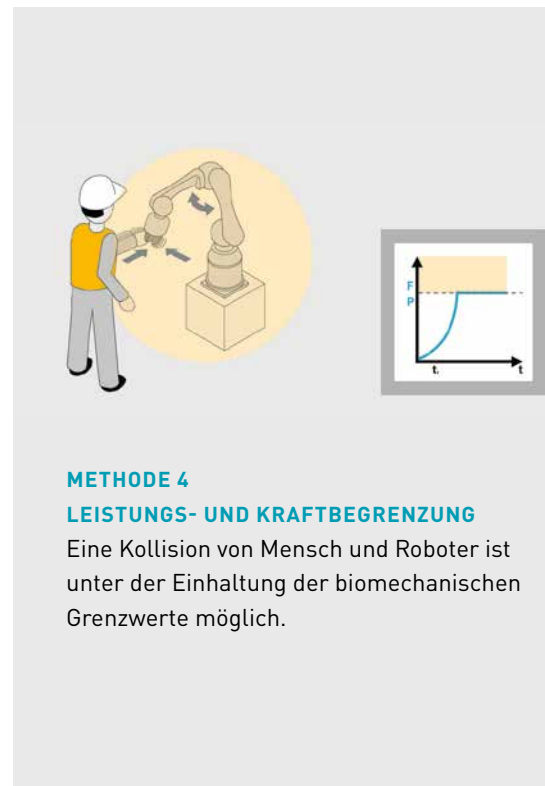 F
P
t.
t
METHODE 4
LEISTUNGS- UND KRAFTBEGRENZUNG
Eine Kollision von Mensch und Roboter ist
unter der Einhaltung der biomechanischen
Grenzwerte möglich.